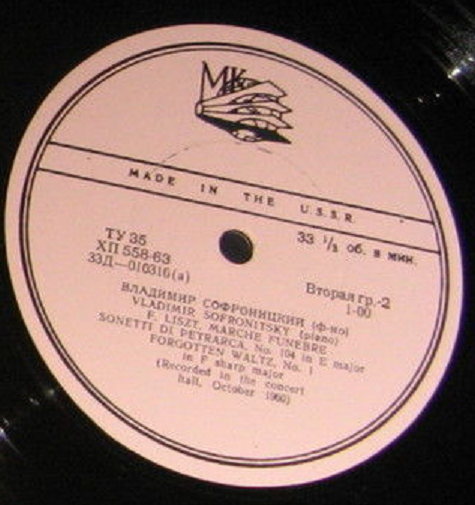 МК
MADE IN THE U.S.S.R.
33 ⅓ об. в мин.
ТУ 35
ХП 558-63
33Д—010316(а)
Вторая гр.-2
1-00
ВЛАДИМИР СОФРОНИЦКИЙ (ф-но)
VLADIMIR SOFRONITSKY (piano)
F. LISZT. MARCHE FUNEBRE
SONETTI DI PETRARCA, No. 104 in E major
FORGOTTEN WALTZ, No. 1
in F sharp major
(Recorded in the concert
hall, October 1960)